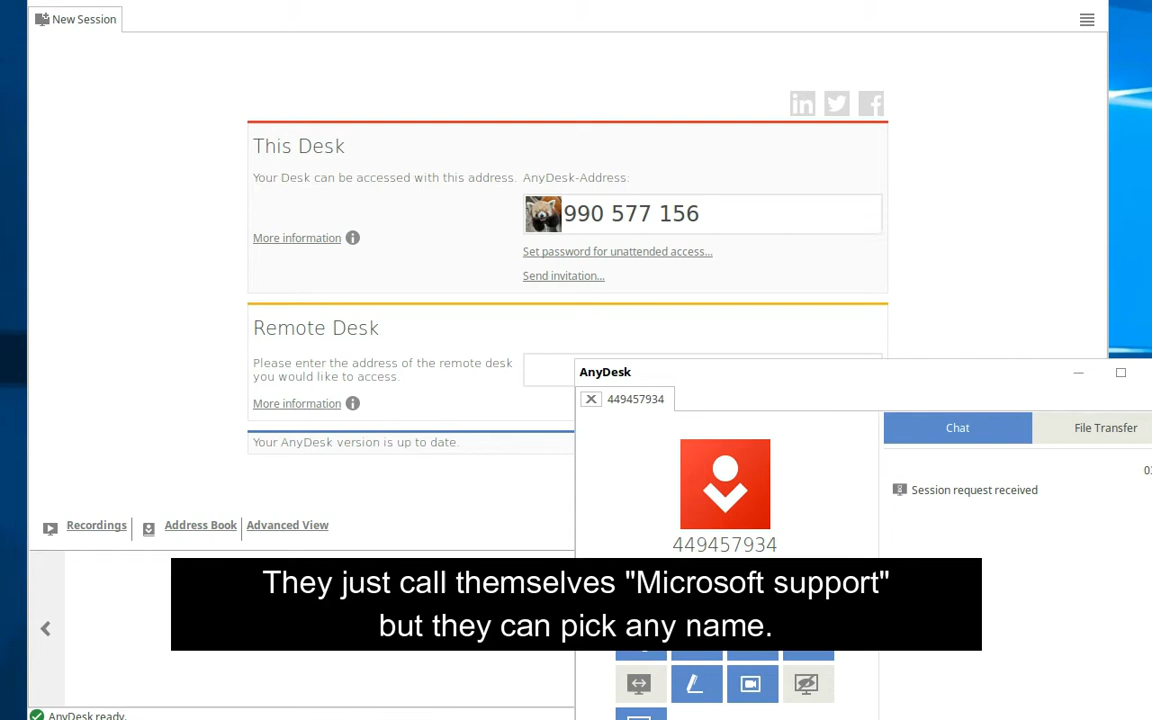 New Session
This Desk
Your Desk can be accessed with this address.
AnyDesk-Address:
990 577 156
More information
Set password for unattended access...
Send invitation...
Remote Desk
Please enter the address of the remote desk
you would like to access.
More information
Your AnyDesk version is up to date.
AnyDesk
449457934
Chat
File Transfer
Session request received
449457934
Recordings
Address Book
Advanced View
They just call themselves "Microsoft support"
but they can pick any name.
AnyDesk ready.